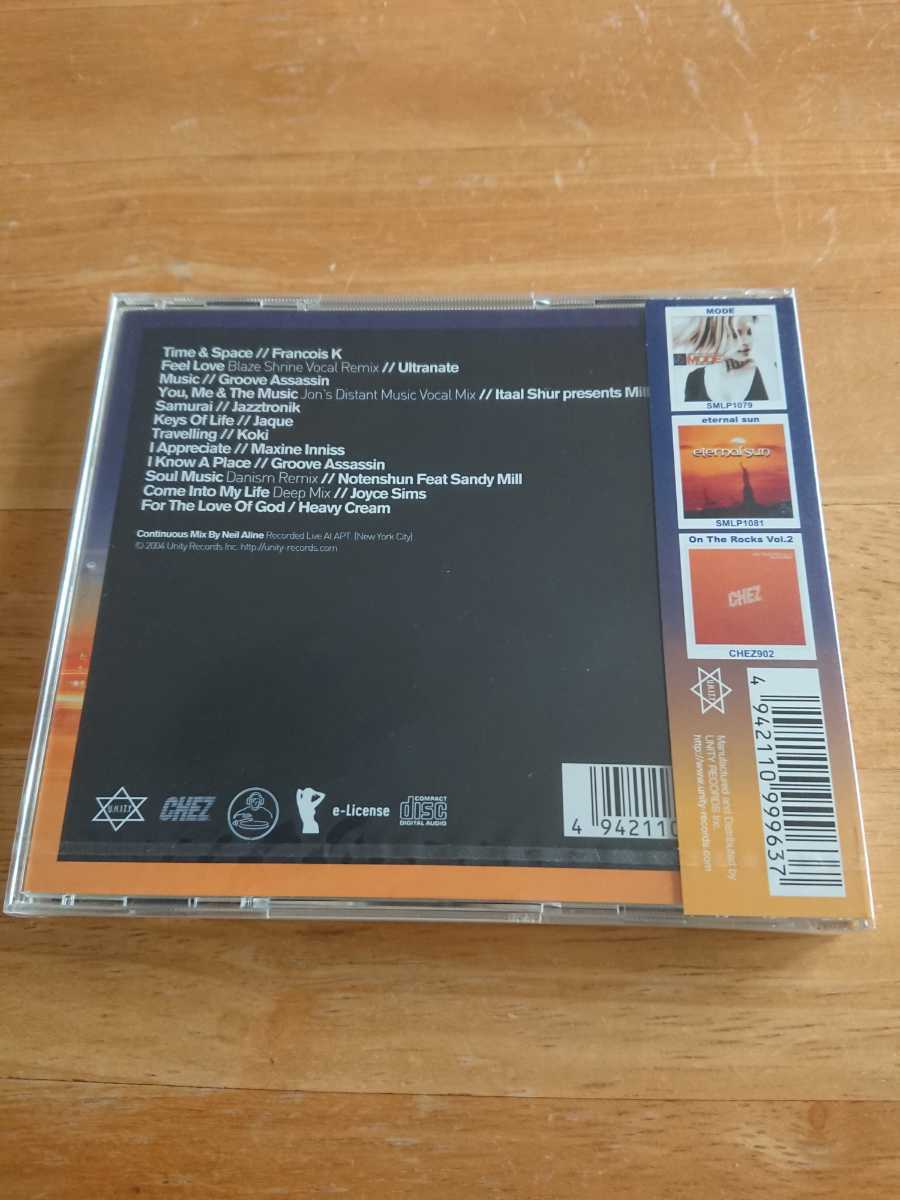 Time & Space // Francois K
Feel Love Blaze Shrine Vocal Remix // Ultranate
Music // Groove Assassin
You, Me & The Music Jon's Distant Music Vocal Mix // Itaal Shur presents Mill
Samurai // Jazztronik
Keys Of Life // Jaque
Travelling // Koki
I Appreciate // Maxine Inniss
I Know A Place // Groove Assassin
Soul Music Danism Remix // Notenshun Feat Sandy Mill
Come Into My Life Deep Mix // Joyce Sims
For The Love Of God / Heavy Cream
Continuous Mix By Neil Aline Recorded Live At APT. (New York City)
© 2004 Unity Records Inc. http://unity-records.com
UNITY
CHEZ
e-License
COMPACT
disc
DIGITAL AUDIO
4 942110
MODE
MODE
SMLP1079
eternal sun
eternal sun
SMLP1081
On The Rocks Vol.2
CHEZ
CHEZ902
UNITY
Manufactured and Distributed by
UNITY RECORDS Inc.
http://www.unity-records.com
4 942110 999637